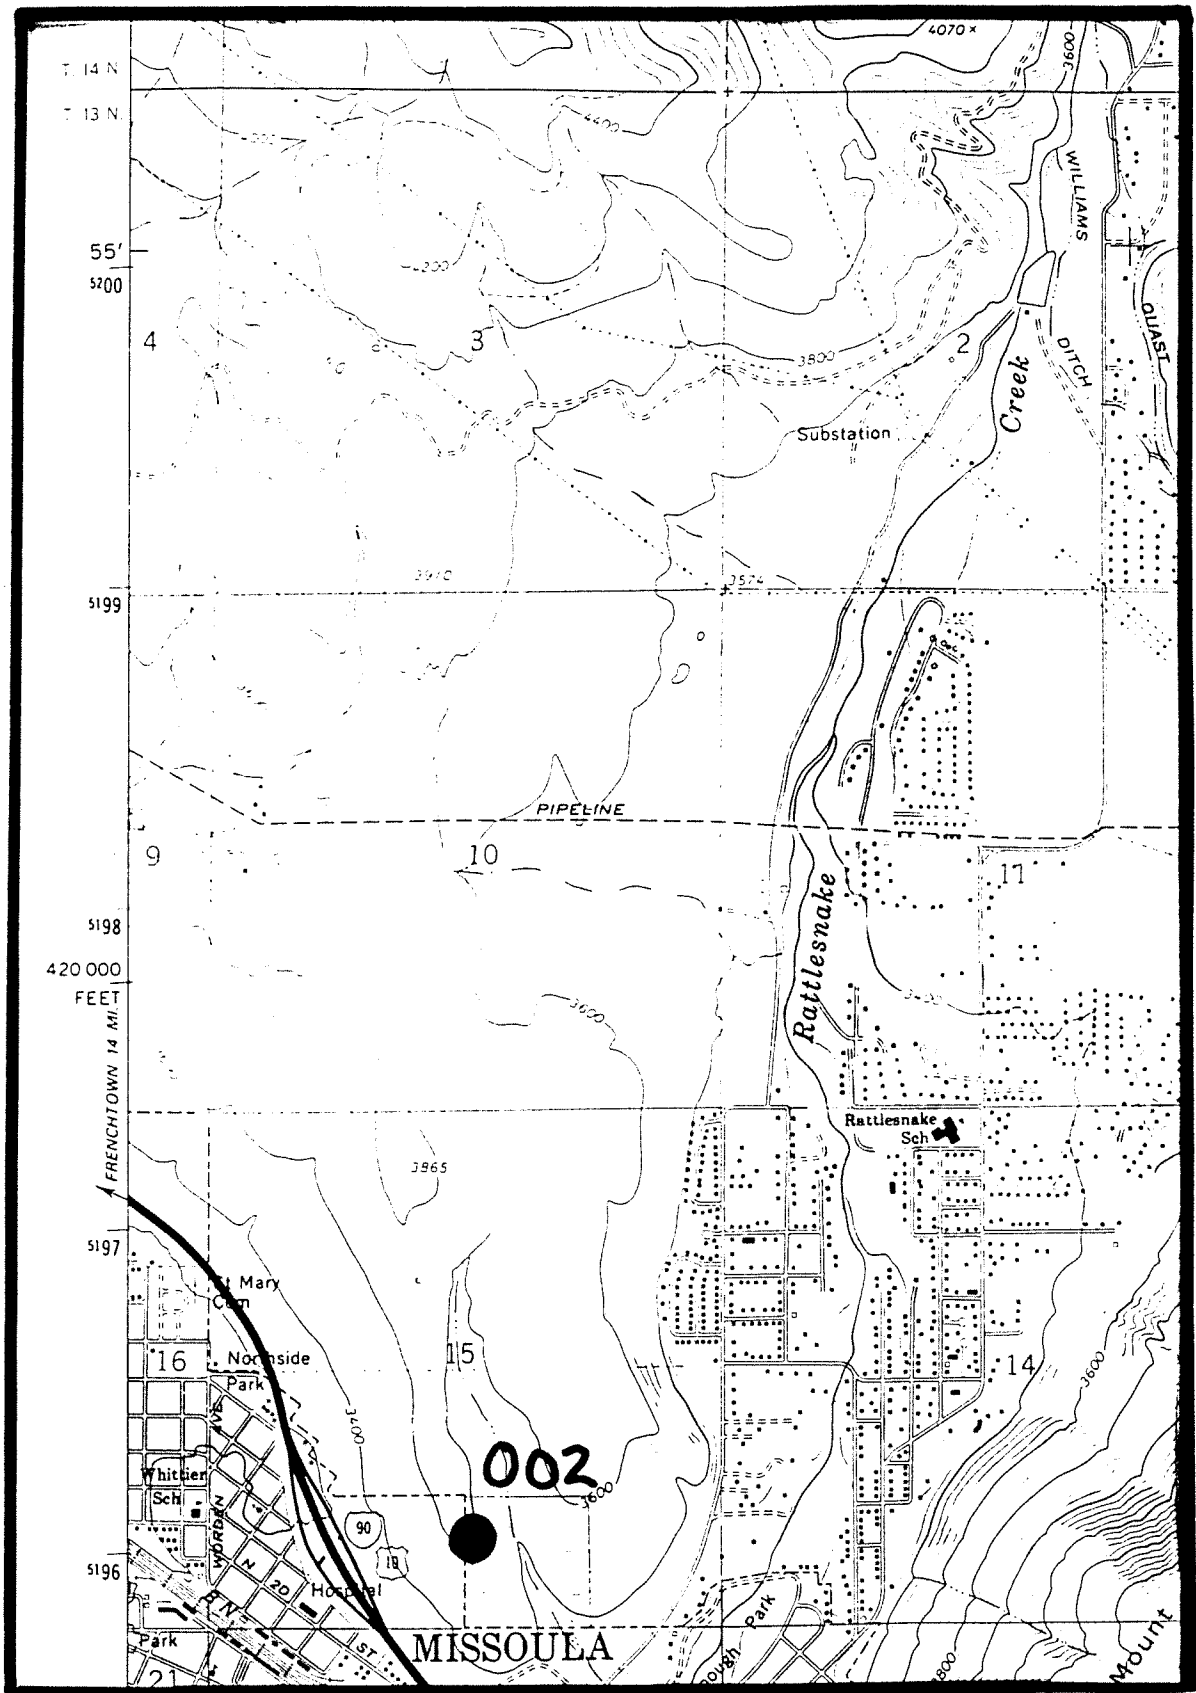 4070 ×
3600
T. 14 N
T. 13 N.
4400
WILLIAMS
55'
5200
4200
4
3
2
3800
DITCH
QUAST
Creek
Substation
3910
3574
5199
PIPELINE
9
10
11
Rattlesnake
5198
420 000
FEET
3600
3400
FRENCHTOWN 14 MI.
Rattlesnake
Sch
3865
5197
St Mary
Cem
16
Northside
Park
15
14
3600
AVE
3400
002
3600
Whittier
Sch
WORDEN
90
10
5196
N 2D ST
Hospital
B N
Park
MISSOULA
Park
21
3800
Mount